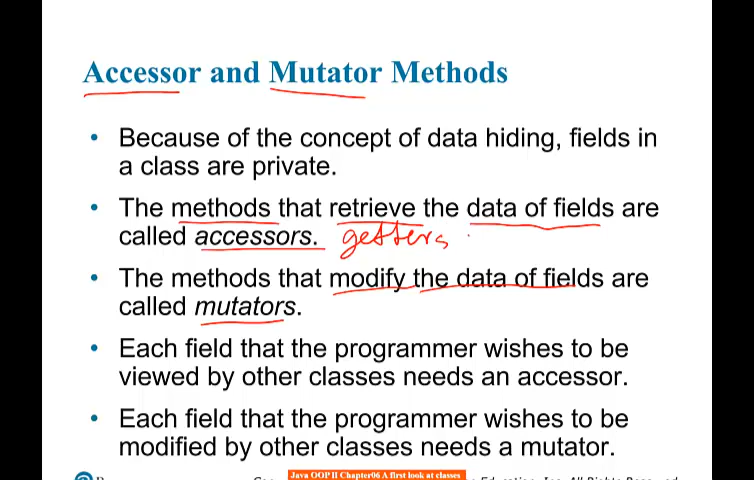 Accessor and Mutator Methods
• Because of the concept of data hiding, fields in
a class are private.
• The methods that retrieve the data of fields are
called accessors. getters
• The methods that modify the data of fields are
called mutators.
• Each field that the programmer wishes to be
viewed by other classes needs an accessor.
• Each field that the programmer wishes to be
modified by other classes needs a mutator.
Java OOP II Chapter06 A first look at classes